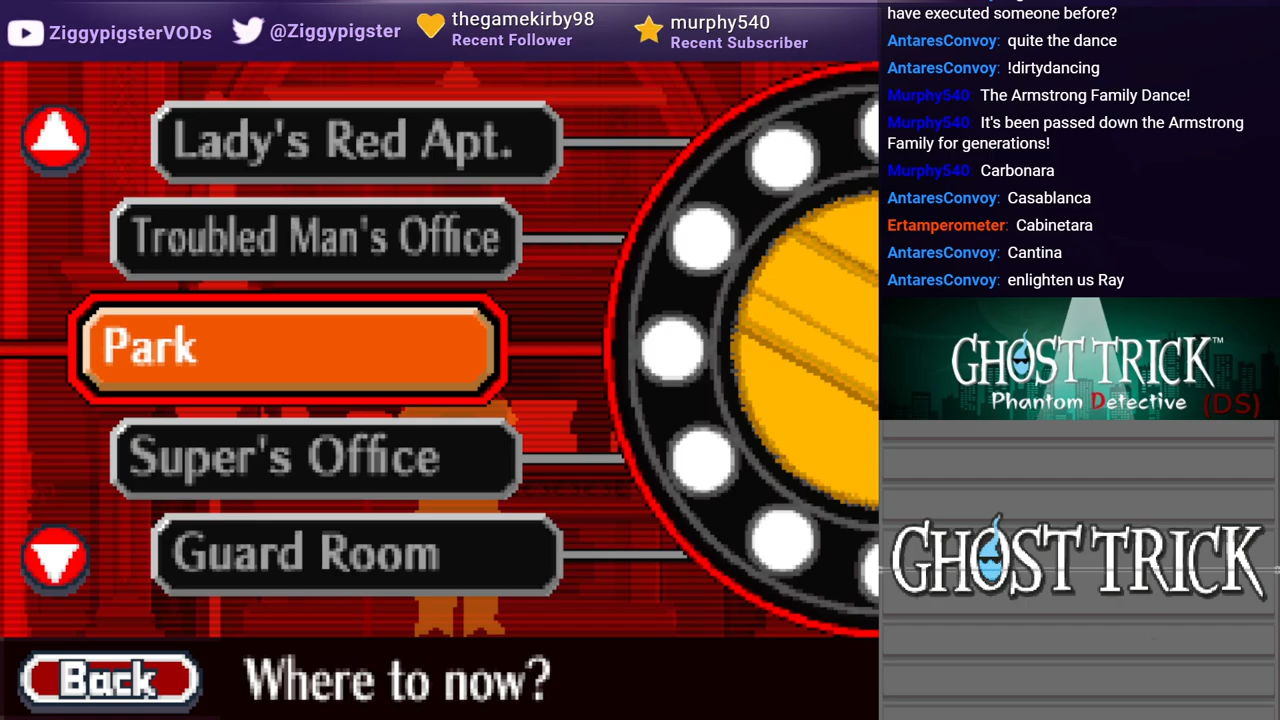 ZiggypigsterVODs
@Ziggypigster
thegamekirby98
Recent Follower
murphy540
Recent Subscriber
Lady's Red Apt.
Troubled Man's Office
Park
Super's Office
Guard Room
Back
Where to now?
have executed someone before?
AntaresConvoy: quite the dance
AntaresConvoy: !dirtydancing
Murphy540: The Armstrong Family Dance!
Murphy540: It's been passed down the Armstrong
Family for generations!
Murphy540: Carbonara
AntaresConvoy: Casablanca
Ertamperometer: Cabinetara
AntaresConvoy: Cantina
AntaresConvoy: enlighten us Ray
GHOST TRICK™
Phantom Detective (DS)
GHOST TRICK